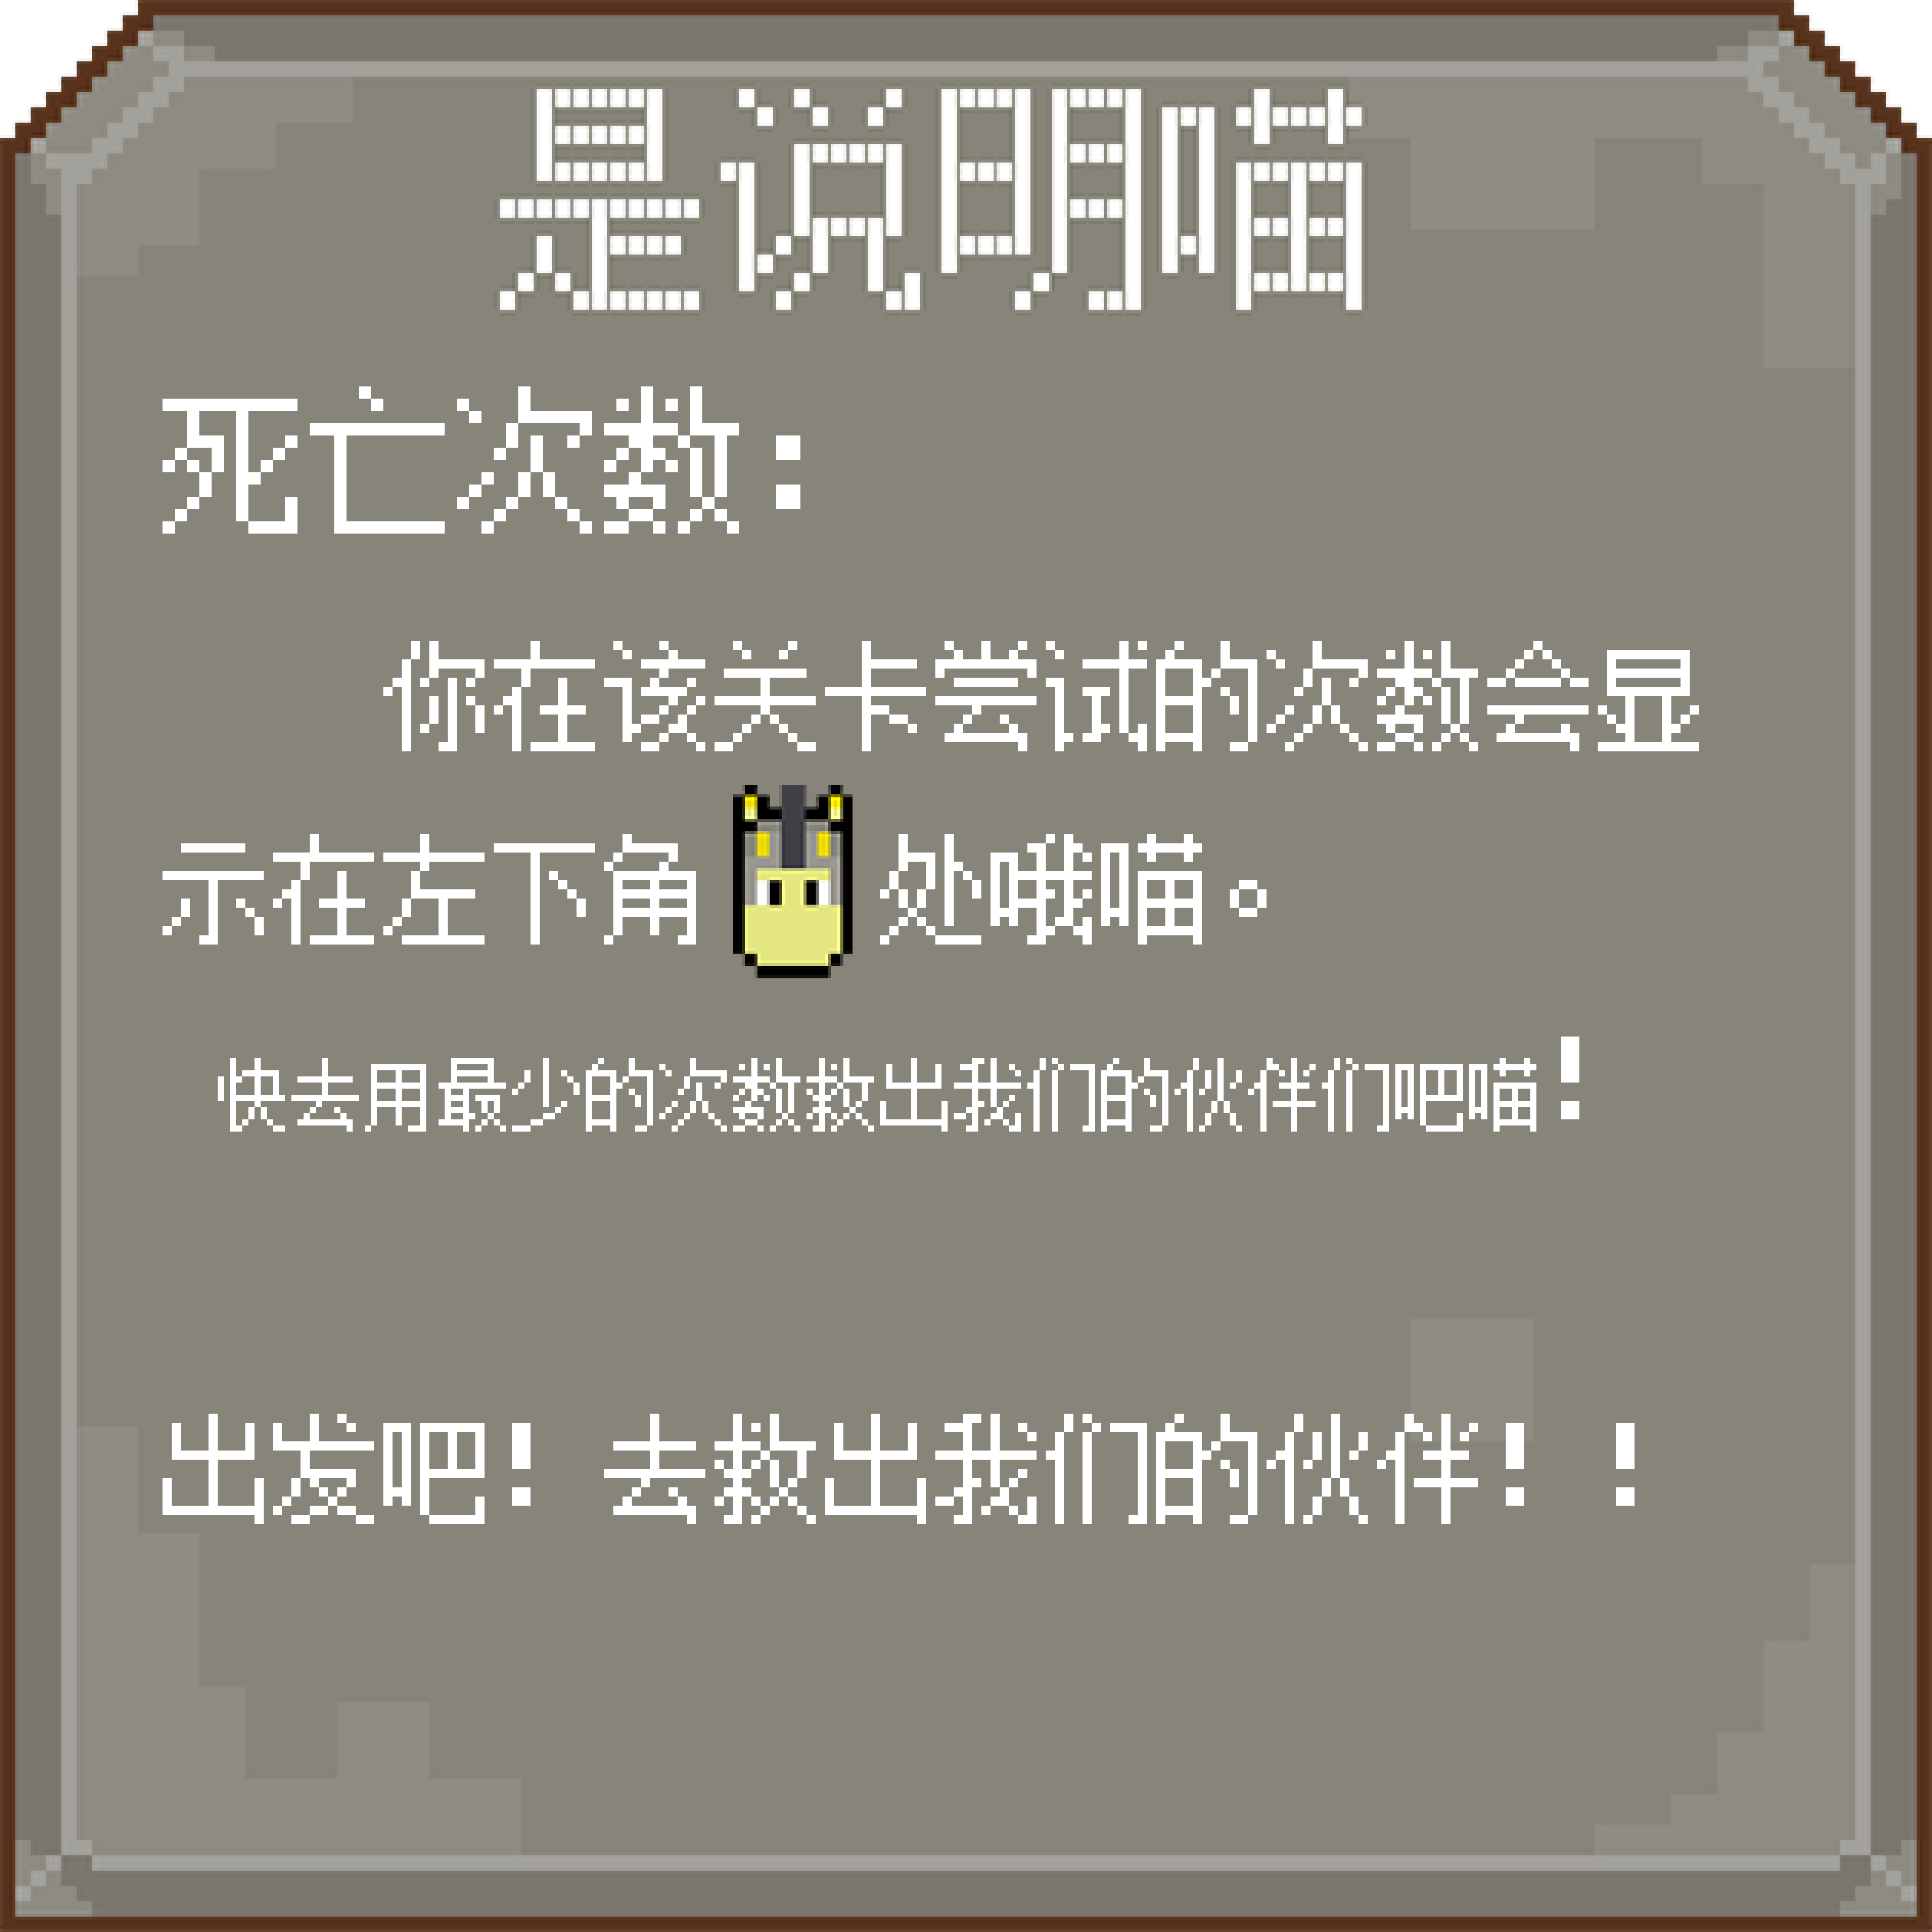 是说明喵
死亡次数:
你在该关卡尝试的次数会显
示在左下角处哦喵。
快去用最少的次数救出我们的伙伴们吧喵!
出发吧! 去救出我们的伙伴! !